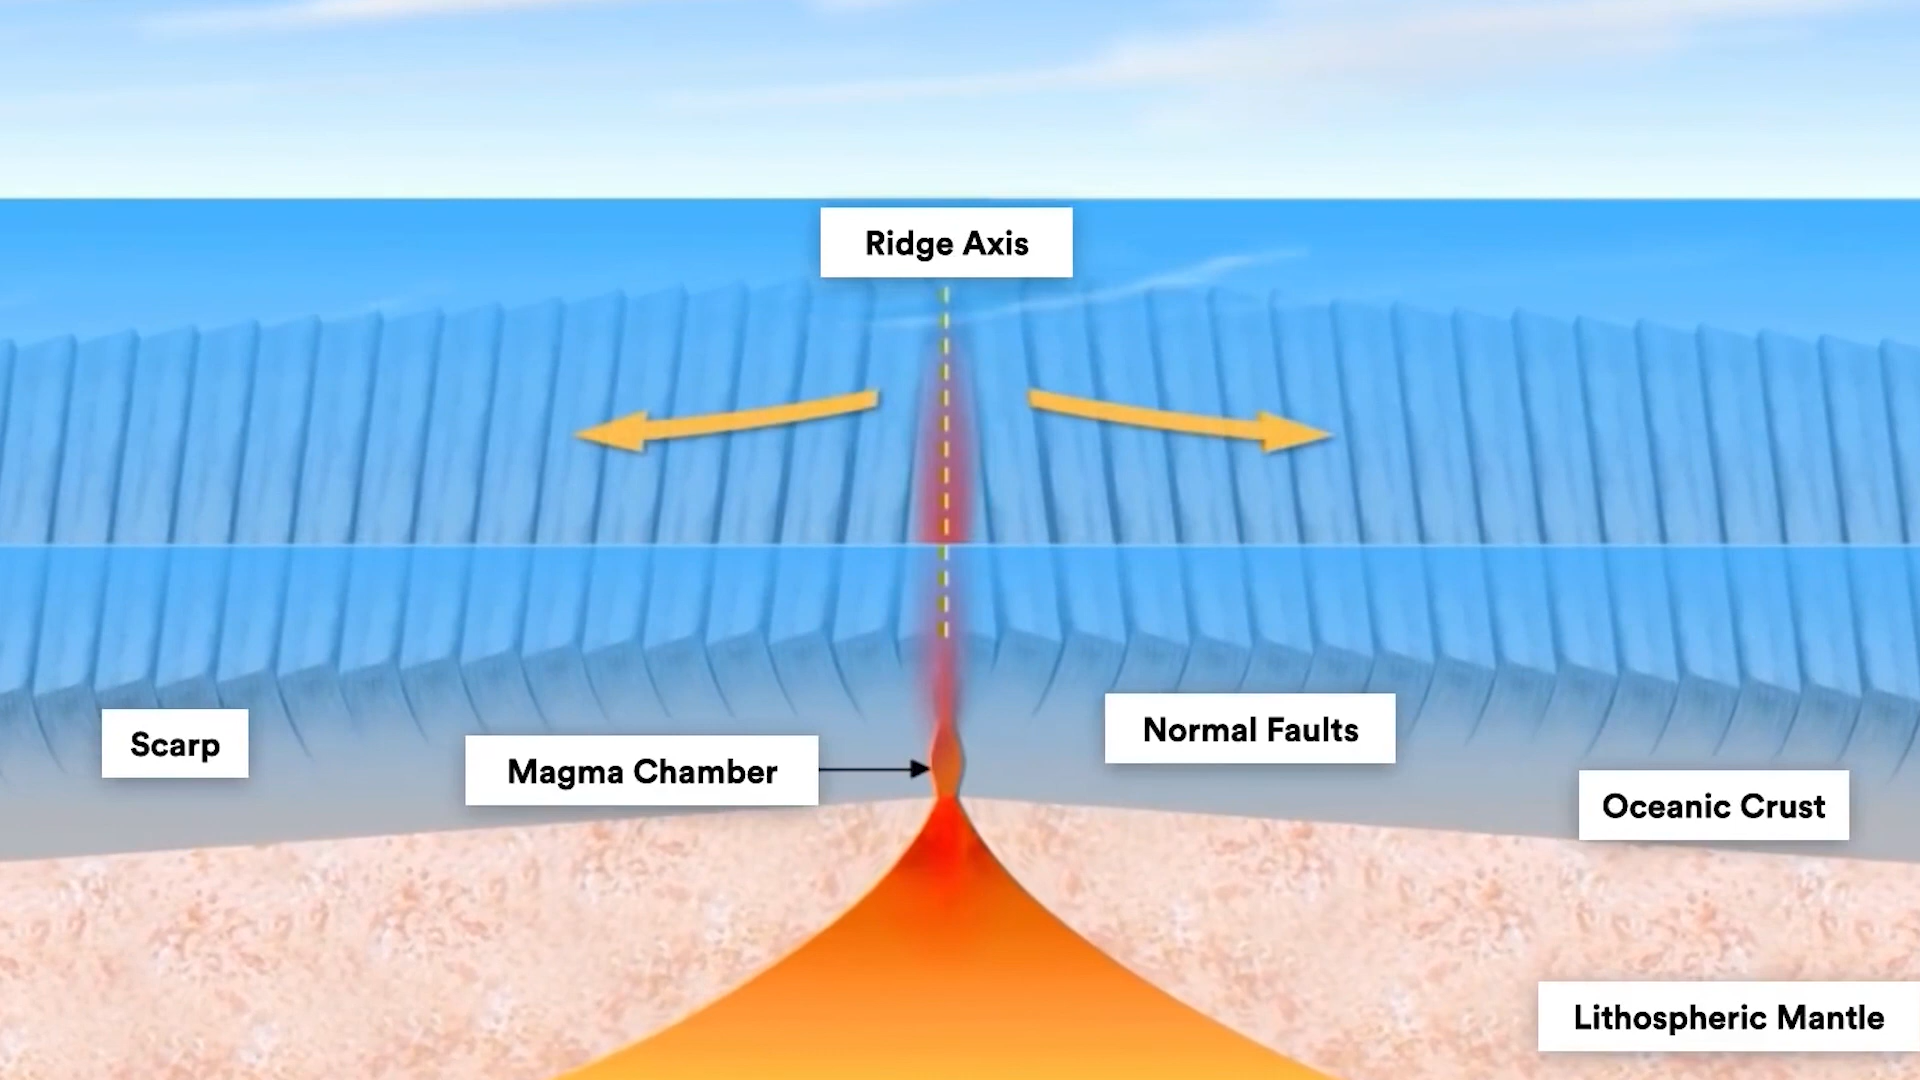 Ridge Axis
Scarp
Magma Chamber
Normal Faults
Oceanic Crust
Lithospheric Mantle